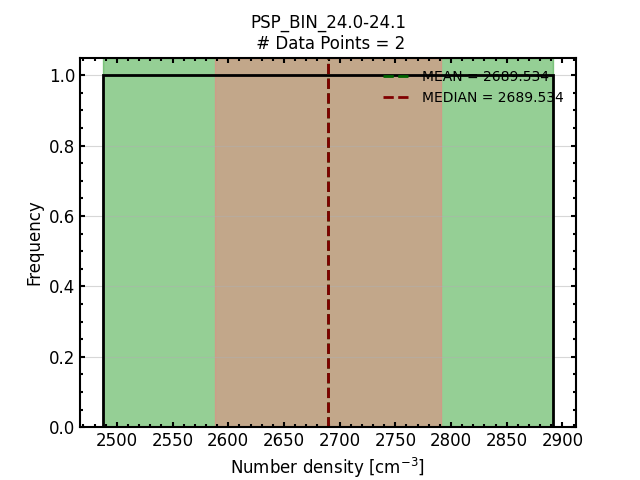 PSP_BIN_24.0-24.1
# Data Points = 2
MEAN = 2689.534
MEDIAN = 2689.534
Frequency
1.0
0.8
0.6
0.4
0.2
0.0
2500 2550 2600 2650 2700 2750 2800 2850 2900
Number density [cm⁻³]